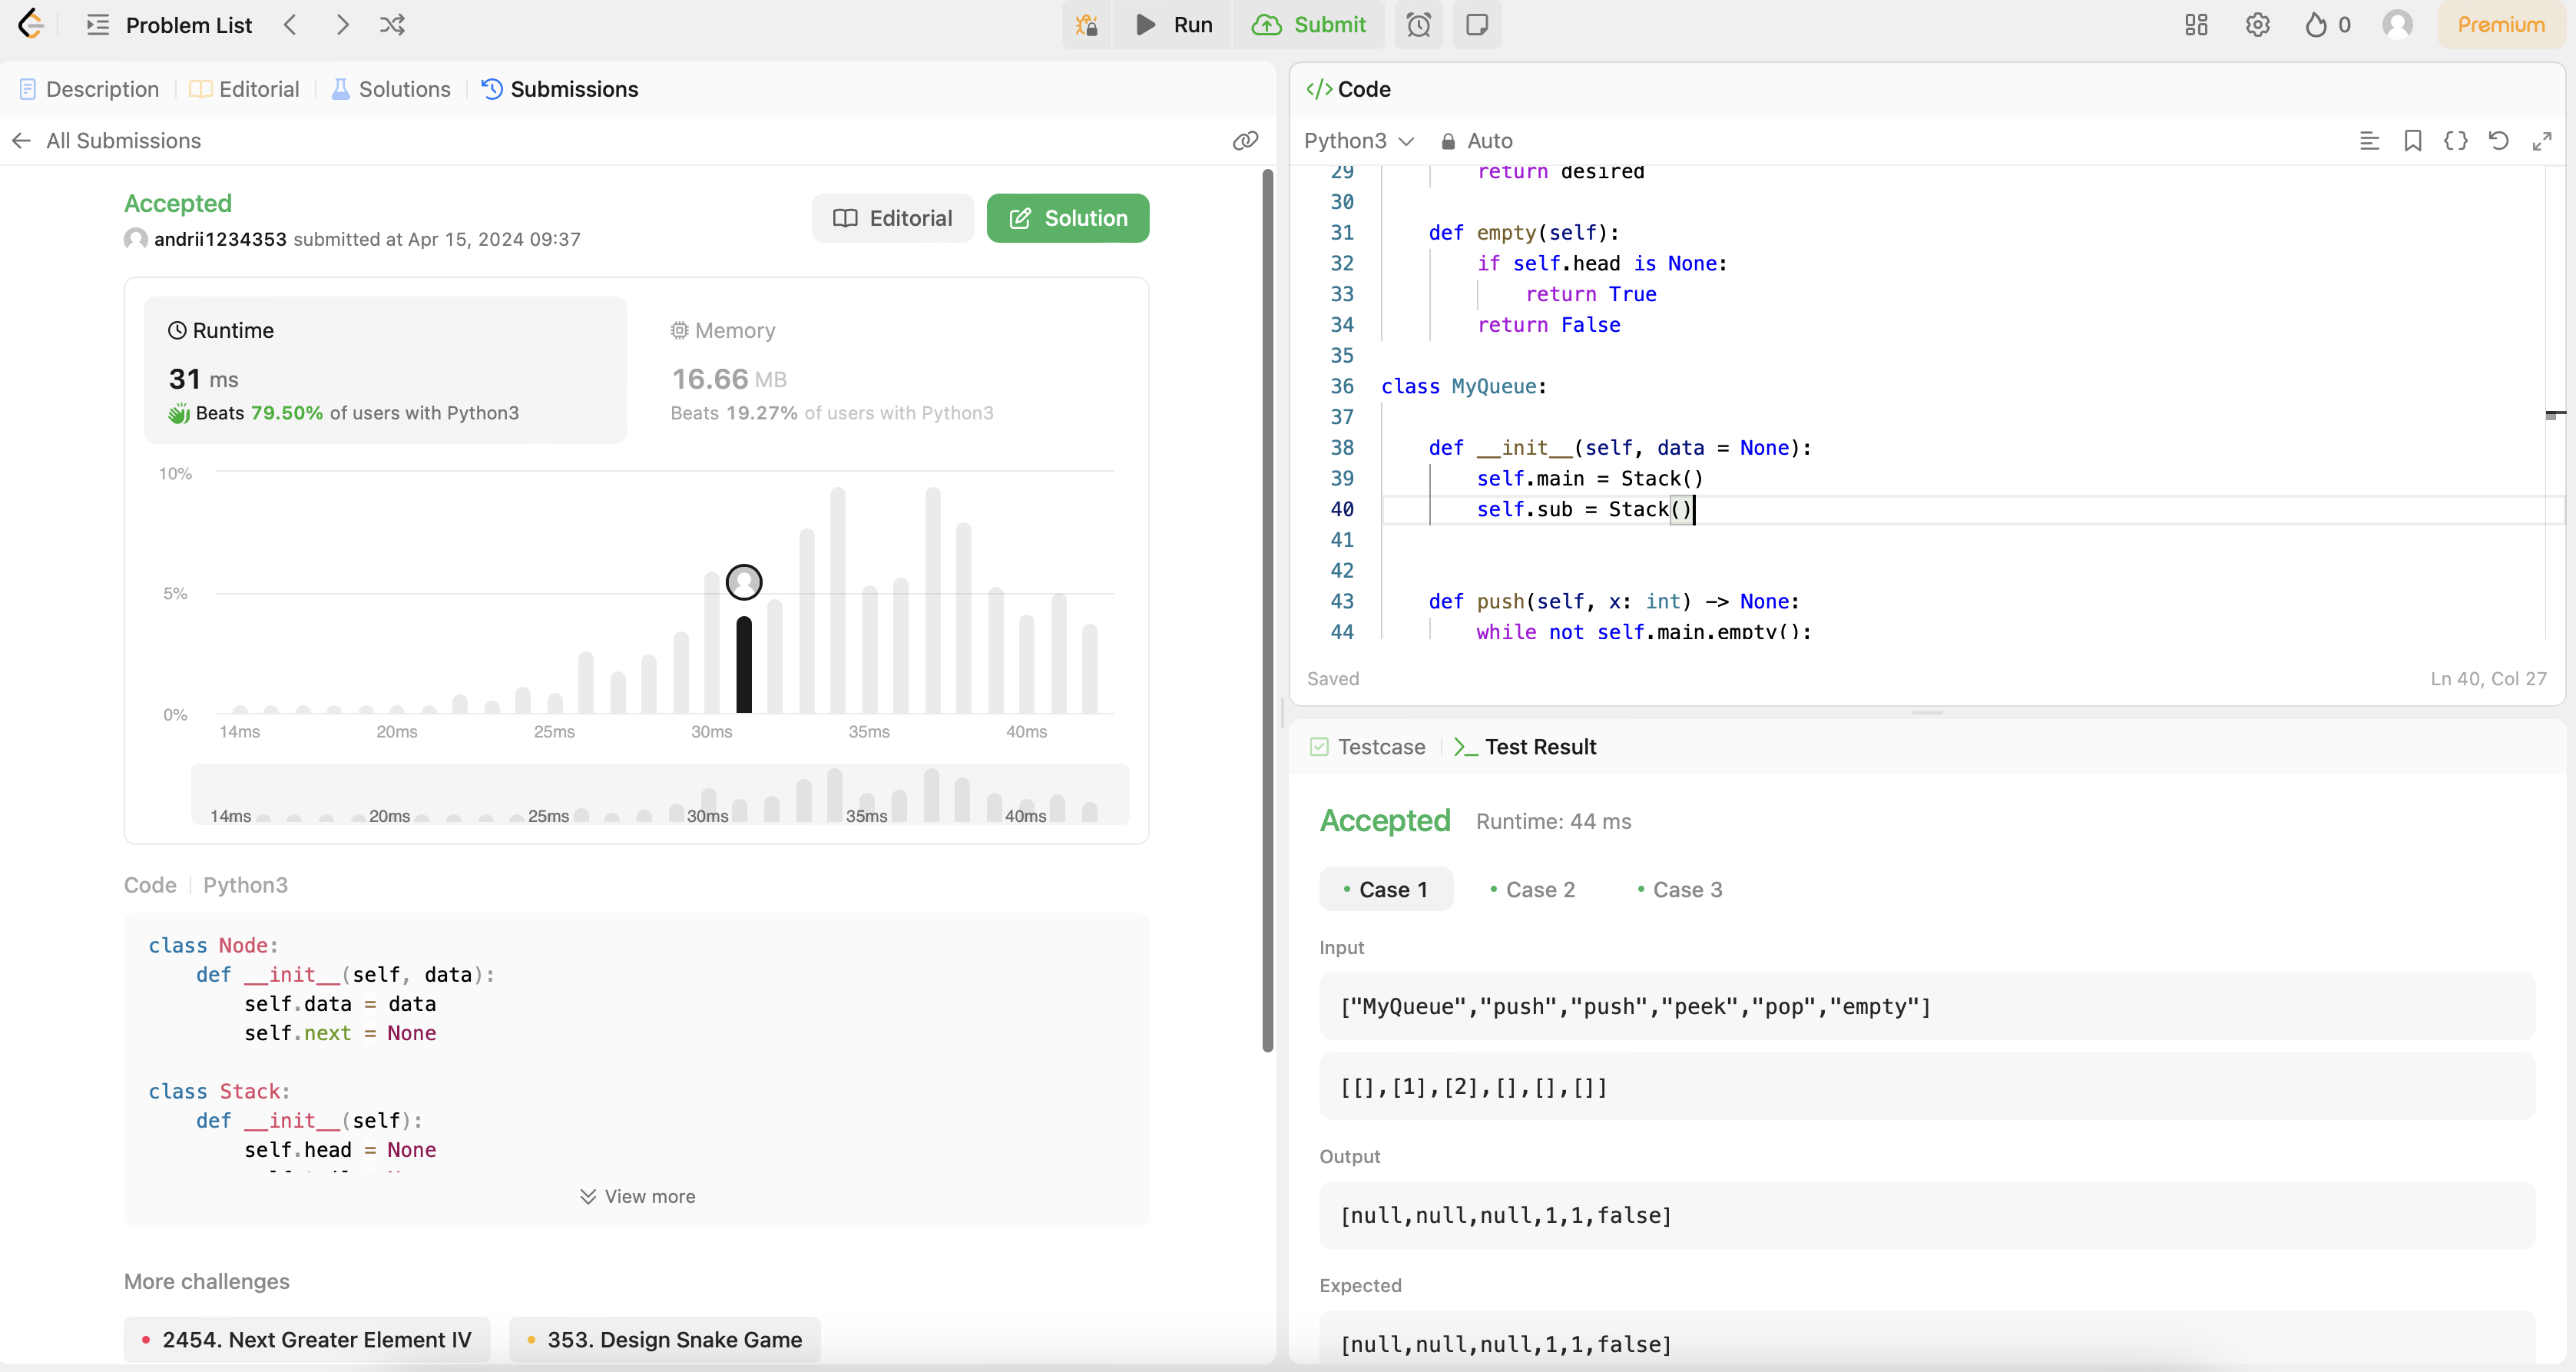 Problem List
Run
Submit
0
Premium
Description
Editorial
Solutions
Submissions
All Submissions
Accepted
andrii1234353 submitted at Apr 15, 2024 09:37
Editorial
Solution
Runtime
31 ms
Beats 79.50% of users with Python3
Memory
16.66 MB
Beats 19.27% of users with Python3
10%
5%
0%
14ms 20ms 25ms 30ms 35ms 40ms
14ms 20ms 25ms 30ms 35ms 40ms
Code Python3
class Node:
    def __init__(self, data):
        self.data = data
        self.next = None
class Stack:
    def __init__(self):
        self.head = None
View more
More challenges
2454. Next Greater Element IV
353. Design Snake Game
</> Code
Python3 Auto
29 return desired
30
31 def empty(self):
32 if self.head is None:
33 return True
34 return False
35
36 class MyQueue:
37
38 def __init__(self, data = None):
39 self.main = Stack()
40 self.sub = Stack()
41
42
43 def push(self, x: int) -> None:
44 while not self.main.empty():
Saved
Ln 40, Col 27
Testcase
Test Result
Accepted Runtime: 44 ms
Case 1
Case 2
Case 3
Input
["MyQueue","push","push","peek","pop","empty"]
[[],[1],[2],[],[],[]]
Output
[null,null,null,1,1,false]
Expected
[null,null,null,1,1,false]